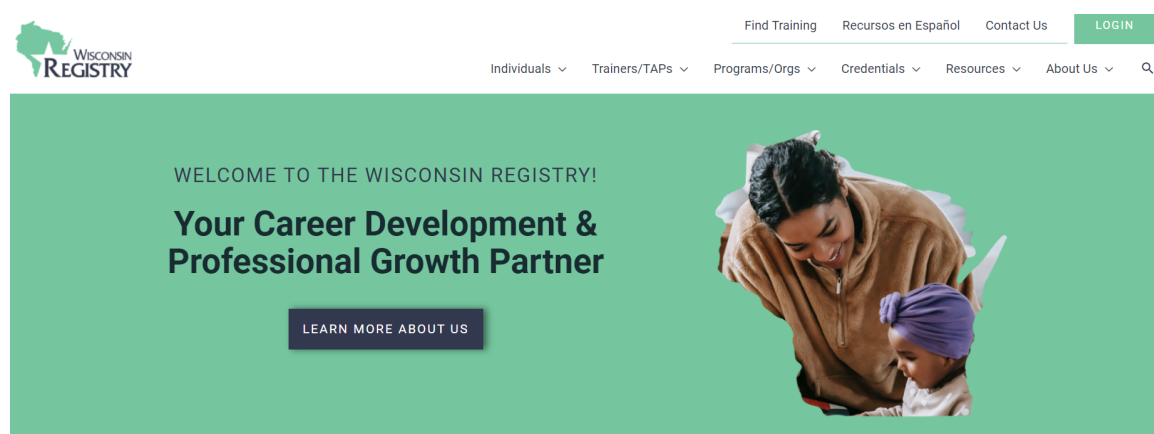 Find Training Recursos en Español Contact Us LOGIN
WISCONSIN
REGISTRY
Individuals Trainers/TAPs Programs/Orgs Credentials Resources About Us
WELCOME TO THE WISCONSIN REGISTRY!
Your Career Development &
Professional Growth Partner
LEARN MORE ABOUT US